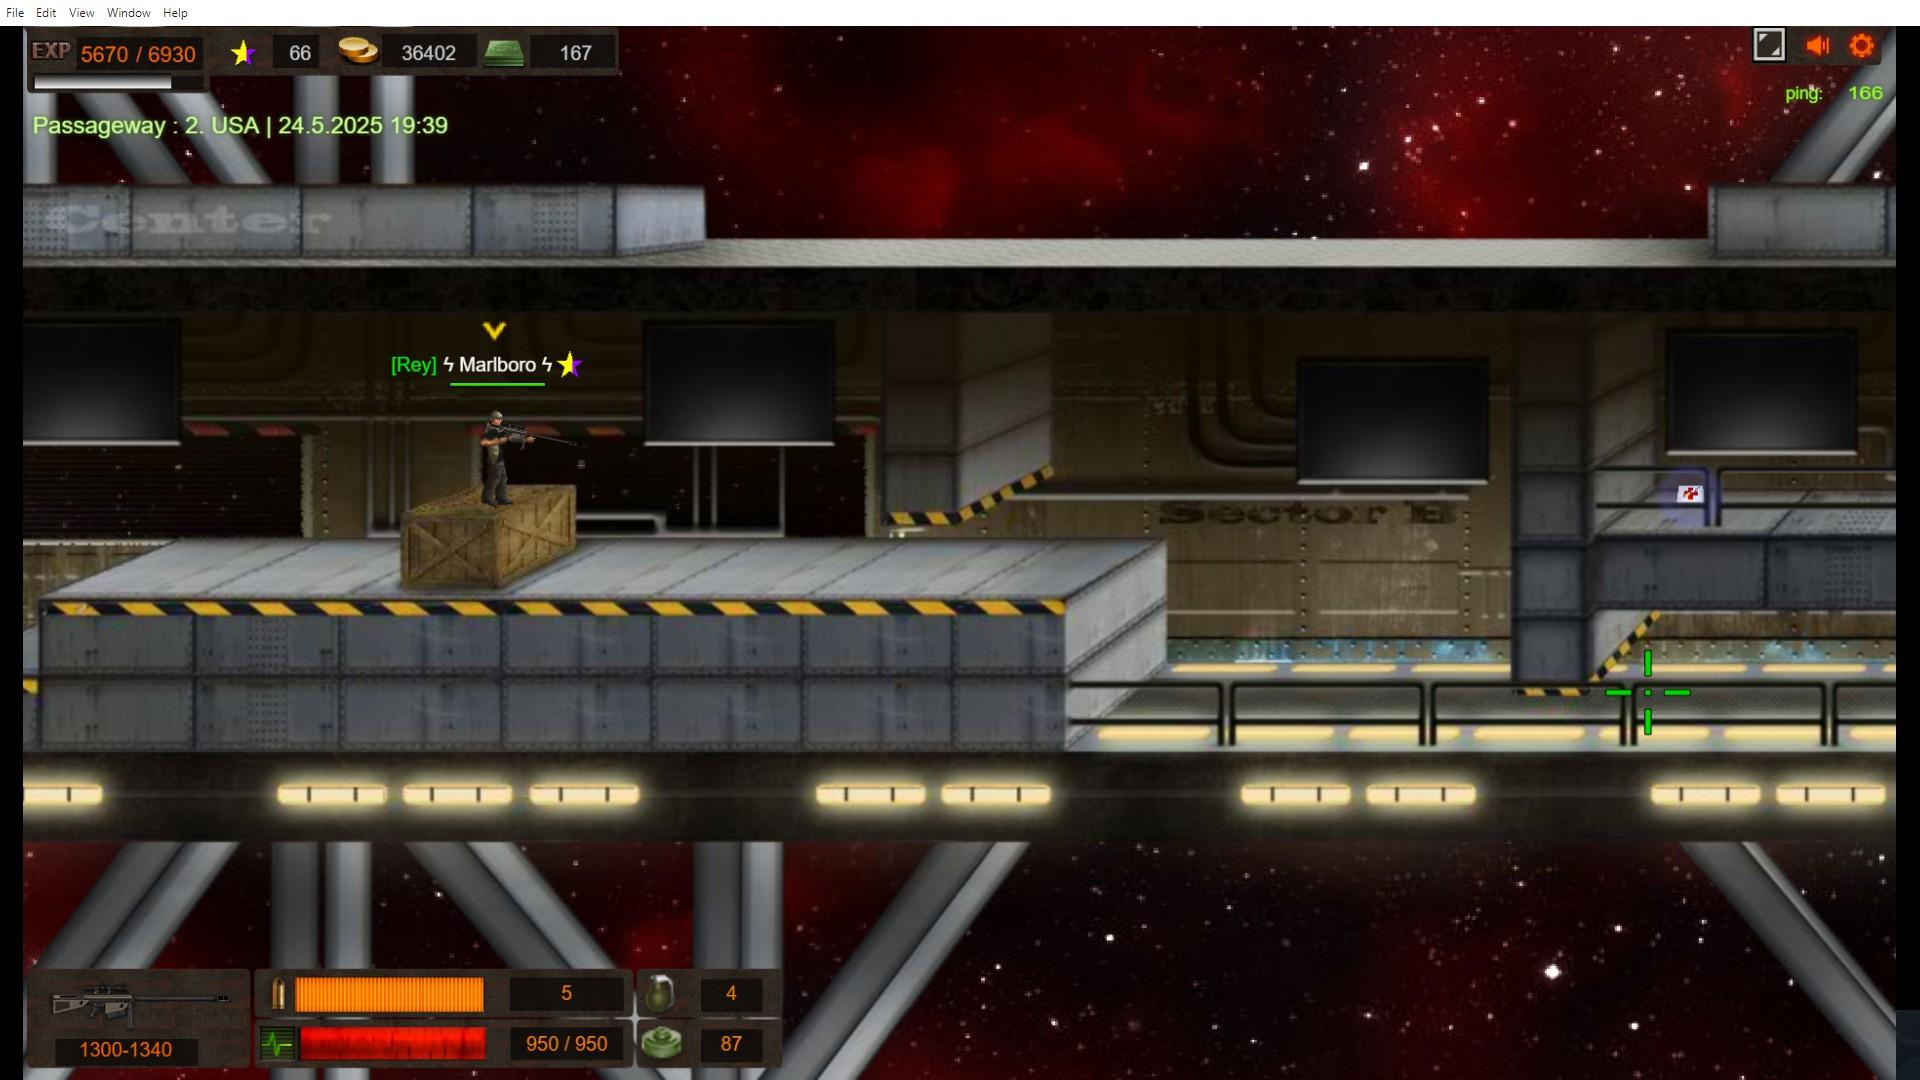 File Edit View Window Help
EXP 5670 / 6930 66 36402 167
ping: 166
Passageway : 2. USA | 24.5.2025 19:39
Center
[Rey] ϟ Marlboro ϟ
Sector B
5 4
1300-1340 950 / 950 87